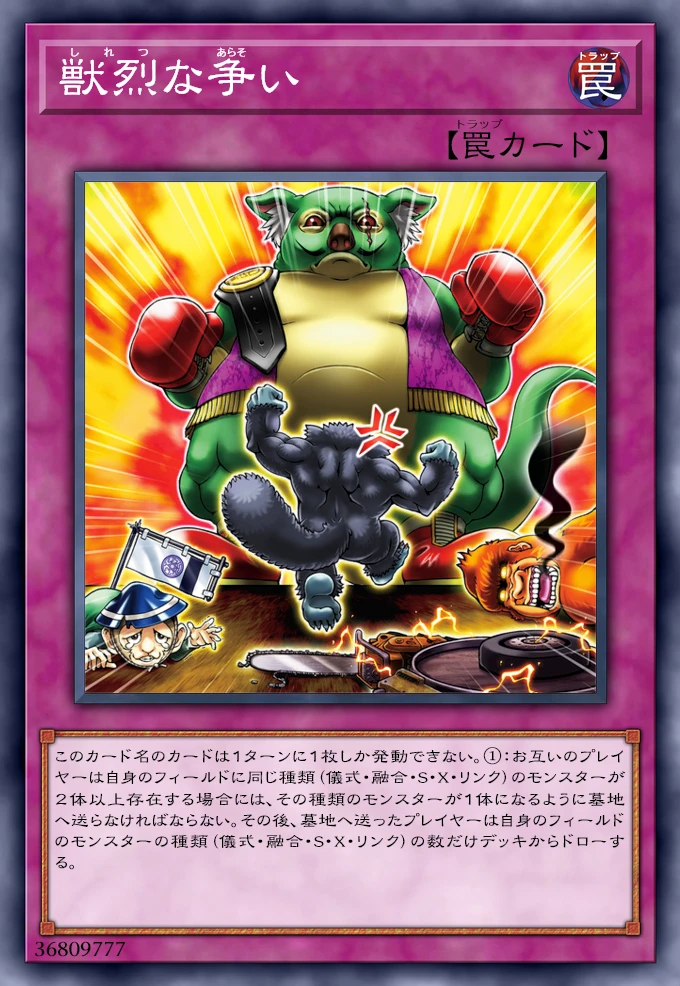 しれつ あらそ
獣烈な争い
トラップ
罠
トラップ
【罠カード】
このカード名のカードは1ターンに1枚しか発動できない。①:お互いのプレイ
ヤーは自身のフィールドに同じ種類(儀式・融合・S・X・リンク)のモンスターが
2体以上存在する場合には、その種類のモンスターが1体になるように墓地
へ送らなければならない。その後、墓地へ送ったプレイヤーは自身のフィールド
のモンスターの種類(儀式・融合・S・X・リンク)の数だけデッキからドローす
る。
36809777